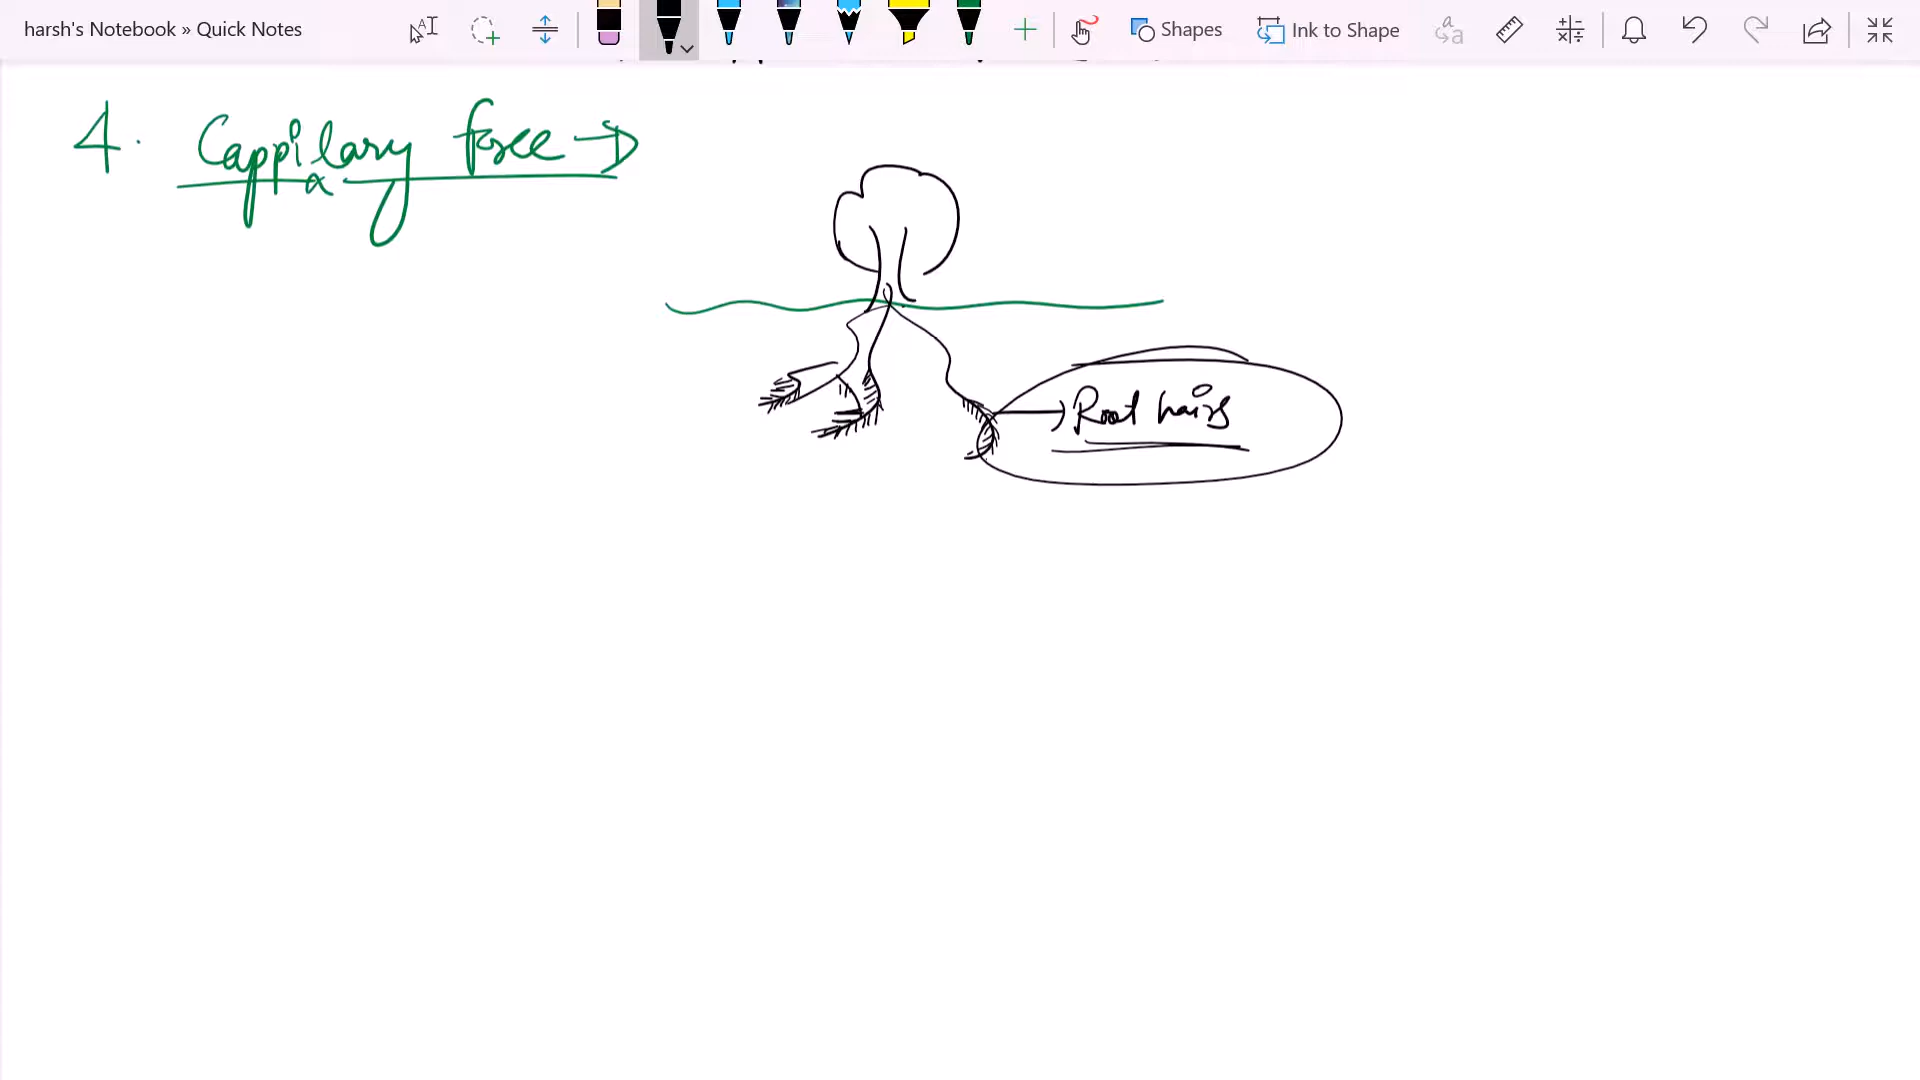 harsh's Notebook » Quick Notes
Shapes
Ink to Shape
4. Cappilary force →
a
→ Root hairs